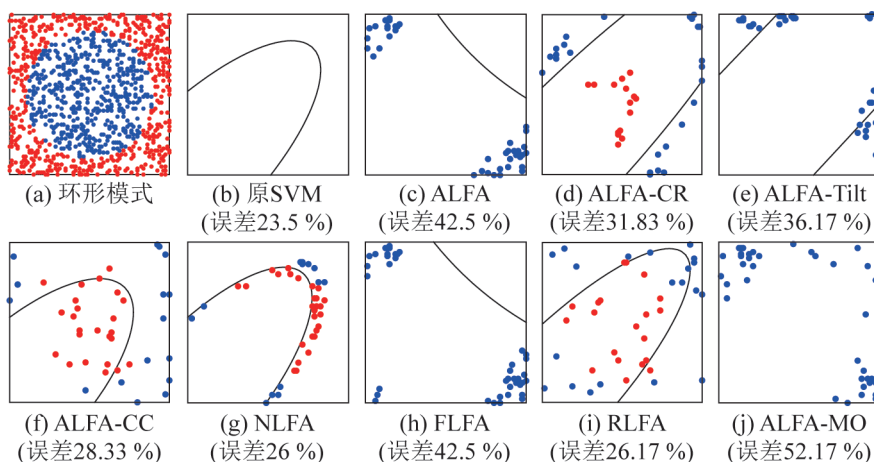 (a) 环形模式
(b) 原SVM
(误差23.5 %)
(c) ALFA
(误差42.5 %)
(d) ALFA-CR
(误差31.83 %)
(e) ALFA-Tilt
(误差36.17 %)
(f) ALFA-CC
(误差28.33 %)
(g) NLFA
(误差26 %)
(h) FLFA
(误差42.5 %)
(i) RLFA
(误差26.17 %)
(j) ALFA-MO
(误差52.17 %)